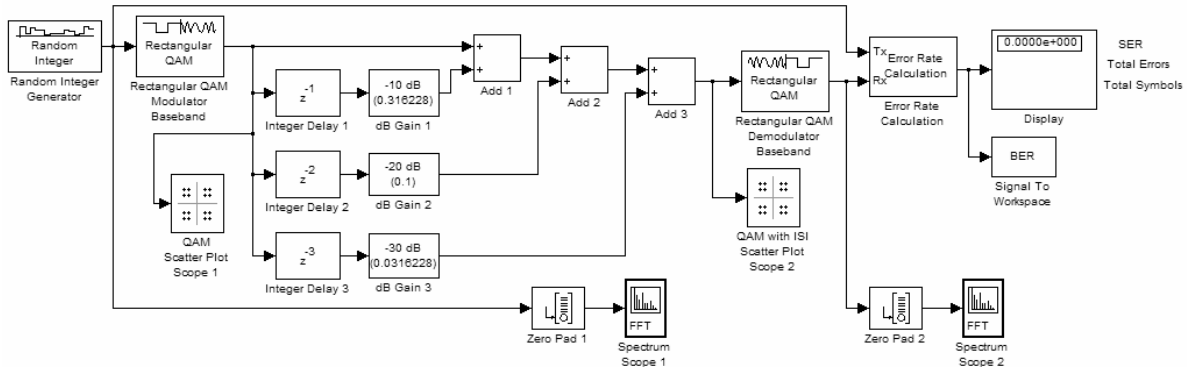 Random
Integer
Random Integer
Generator
Rectangular
QAM
Rectangular QAM
Modulator
Baseband
z-1
Integer Delay 1
-10 dB
(0.316228)
dB Gain 1
z-2
Integer Delay 2
-20 dB
(0.1)
dB Gain 2
z-3
Integer Delay 3
-30 dB
(0.0316228)
dB Gain 3
QAM
Scatter Plot
Scope 1
+
+
Add 1
+
+
Add 2
+
+
Add 3
Rectangular
QAM
Rectangular QAM
Demodulator
Baseband
QAM with ISI
Scatter Plot
Scope 2
Tx
Rx
Error Rate
Calculation
Error Rate
Calculation
0.0000e+000
Display
SER
Total Errors
Total Symbols
BER
Signal To
Workspace
Zero Pad 1
FFT
Spectrum
Scope 1
Zero Pad 2
FFT
Spectrum
Scope 2